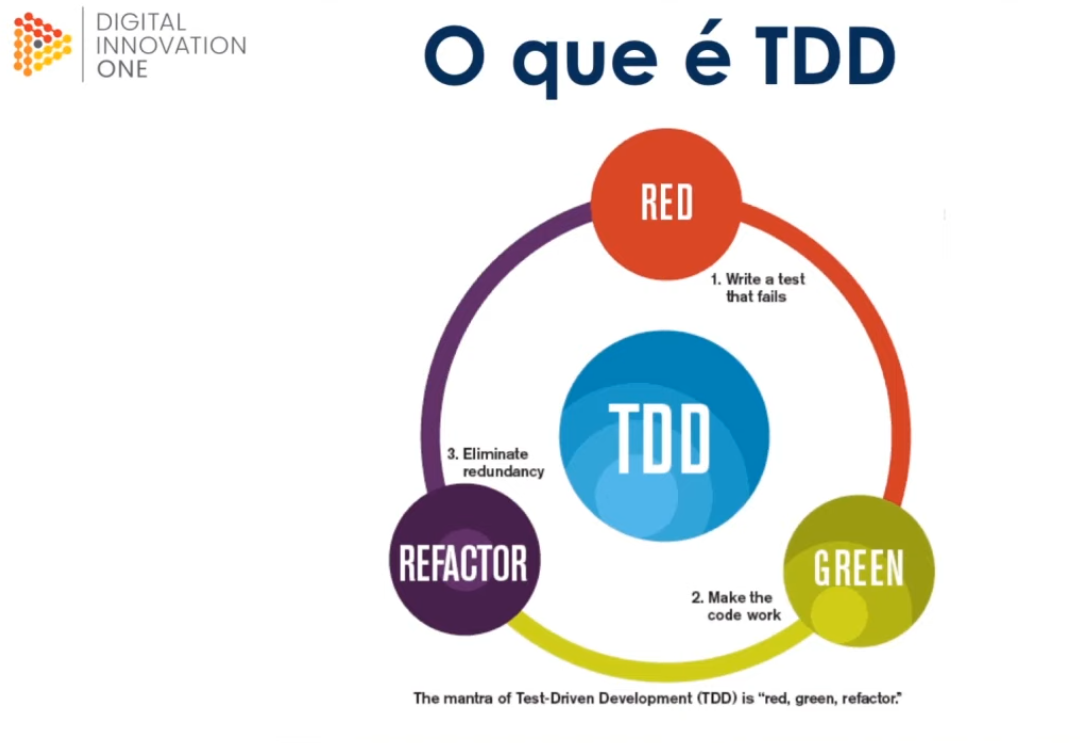 DIGITAL
INNOVATION
ONE
O que é TDD
RED
1. Write a test
that fails
TDD
3. Eliminate
redundancy
REFACTOR
GREEN
2. Make the
code work
The mantra of Test-Driven Development (TDD) is “red, green, refactor.”